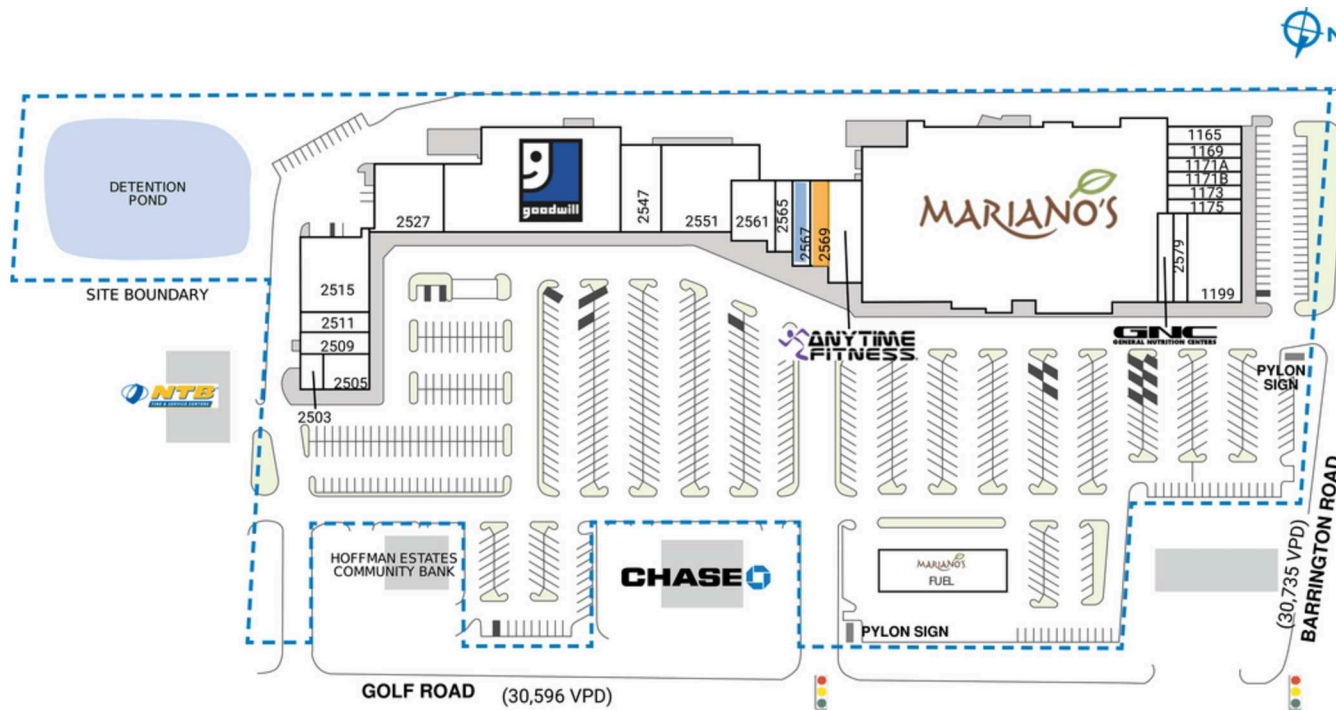 N
DETENTION
POND
SITE BOUNDARY
2527
goodwill
2547
2551
2561
2565
2567
2569
MARIANO'S
1165
1169
1171A
1171B
1173
1175
2579
1199
2515
2511
2509
2505
2503
NTB
TIRE & SERVICE CENTERS
ANYTIME
FITNESS
GNC
GENERAL NUTRITION CENTERS
PYLON
SIGN
HOFFMAN ESTATES
COMMUNITY BANK
CHASE
MARIANO'S
FUEL
PYLON SIGN
(30,735 VPD)
BARRINGTON ROAD
GOLF ROAD (30,596 VPD)